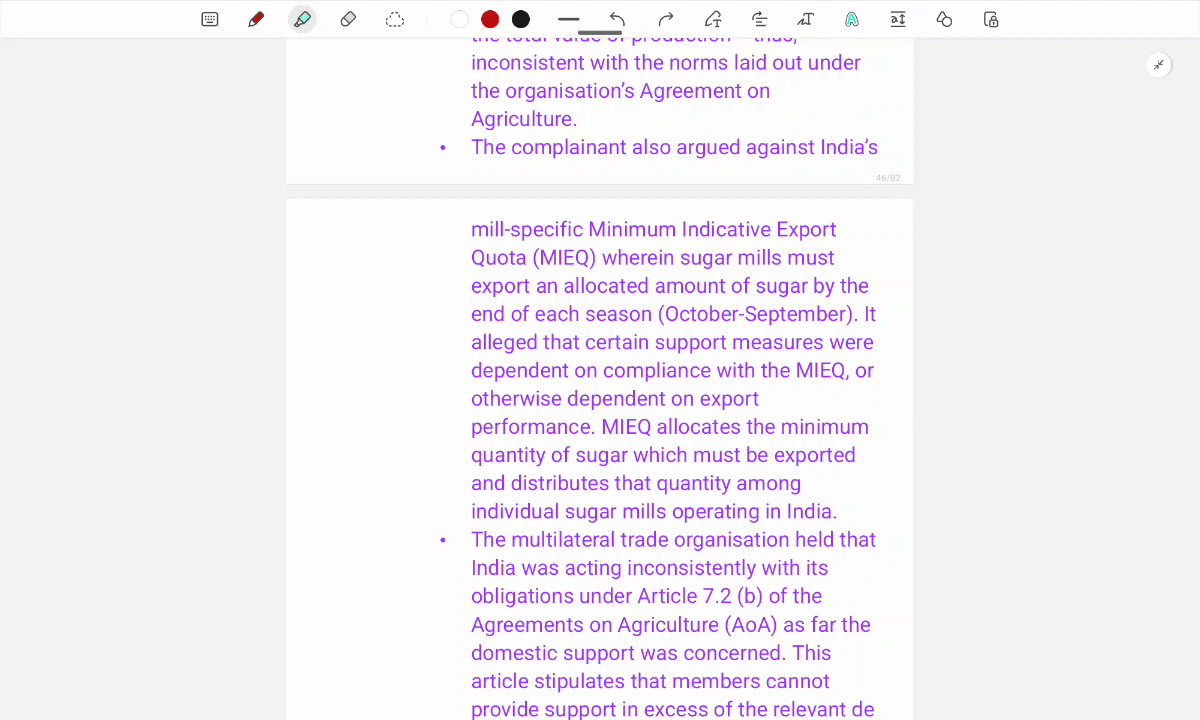 the total value of production – thus,
inconsistent with the norms laid out under
the organisation’s Agreement on
Agriculture.
• The complainant also argued against India’s
46/82
mill-specific Minimum Indicative Export
Quota (MIEQ) wherein sugar mills must
export an allocated amount of sugar by the
end of each season (October-September). It
alleged that certain support measures were
dependent on compliance with the MIEQ, or
otherwise dependent on export
performance. MIEQ allocates the minimum
quantity of sugar which must be exported
and distributes that quantity among
individual sugar mills operating in India.
• The multilateral trade organisation held that
India was acting inconsistently with its
obligations under Article 7.2 (b) of the
Agreements on Agriculture (AoA) as far the
domestic support was concerned. This
article stipulates that members cannot
provide support in excess of the relevant de